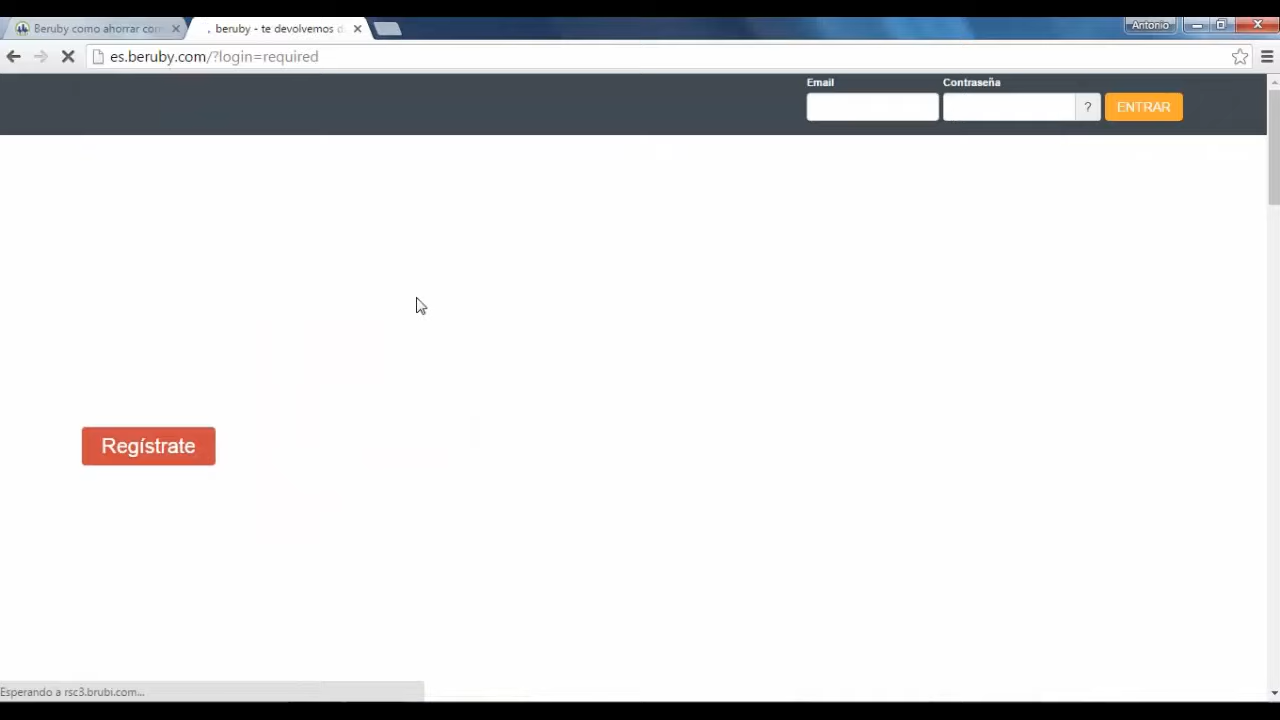 Beruby como ahorrar com
, beruby - te devolvemos d
Antonio
es.beruby.com/?login=required
Email
Contraseña
?
ENTRAR
Regístrate
Esperando a rsc3.brubi.com...